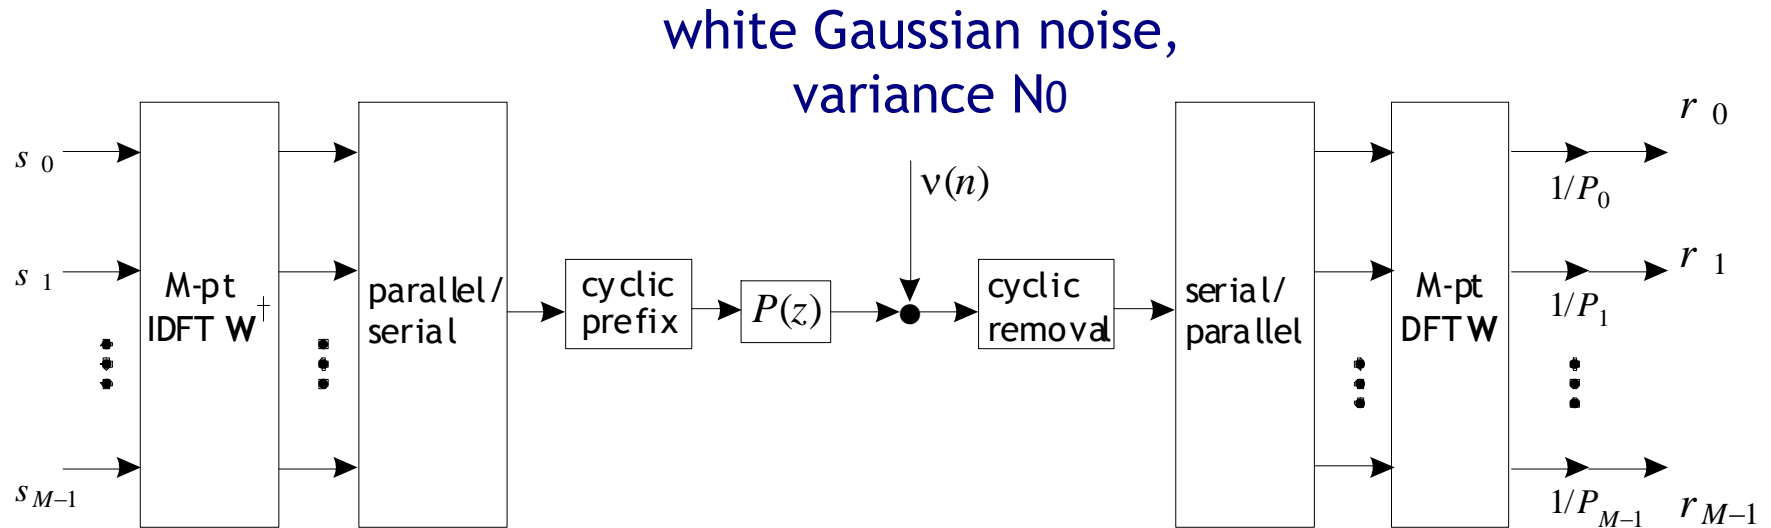 white Gaussian noise,
variance N0
s 0
s 1
s M−1
M-pt
IDFT W+
parallel/
serial
cyclic
prefix
P(z)
ν(n)
cyclic
removal
serial/
parallel
M-pt
DFT W
1/P0
1/P1
1/PM−1
r 0
r 1
r M−1